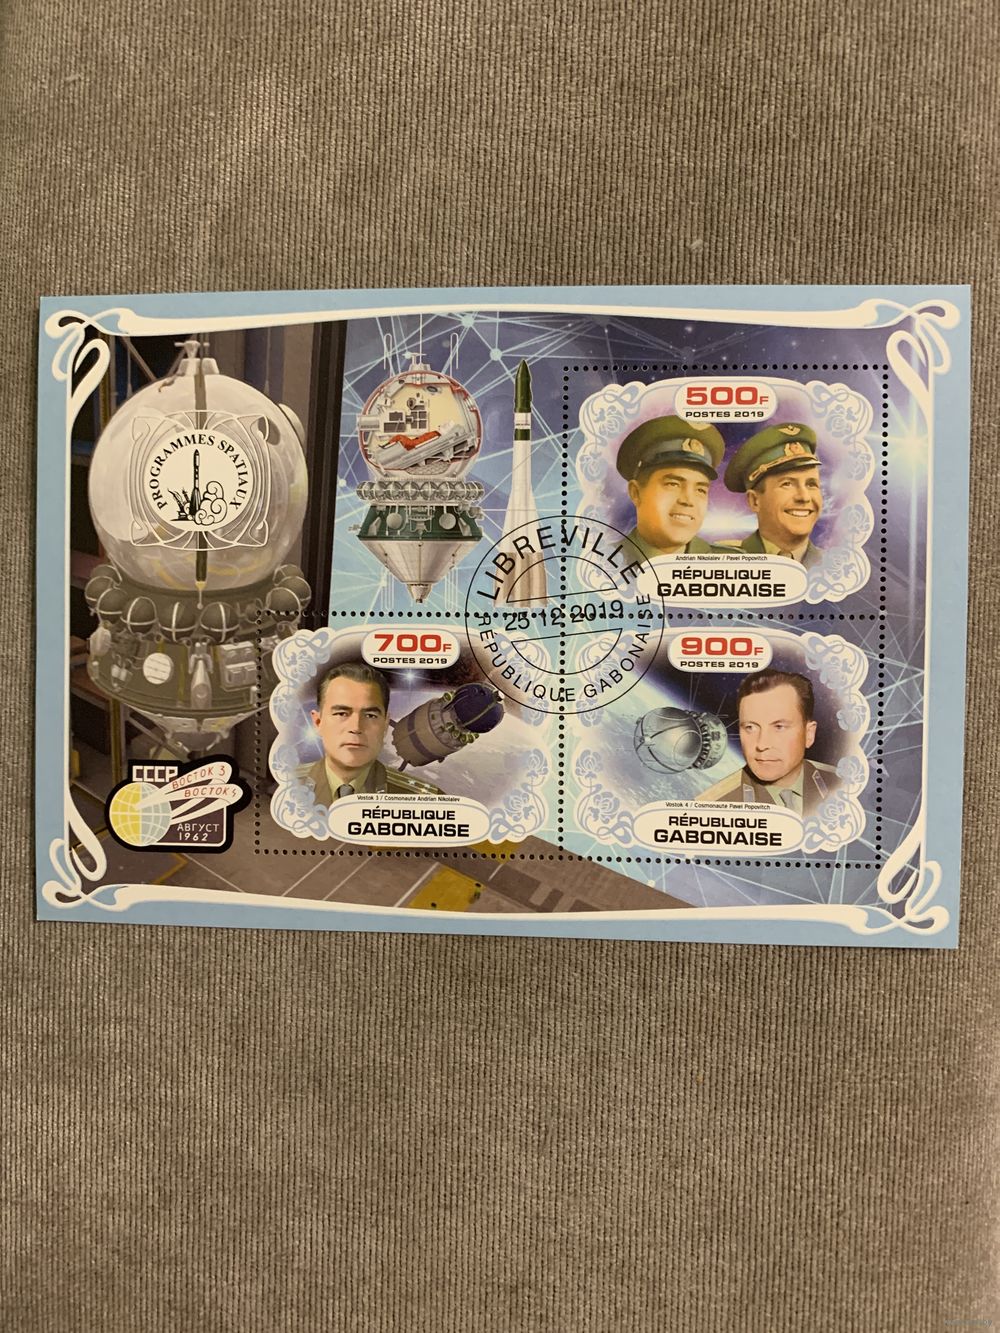 PROGRAMMES SPATIAUX
500F
POSTES 2019
Andrian Nikolaïev / Pavel Popovitch
RÉPUBLIQUE
GABONAISE
LIBREVILLE
25 12 2019
RÉPUBLIQUE GABONAISE
700F
POSTES 2019
Vostok 3 / Cosmonaute Andrian Nikolaïev
RÉPUBLIQUE
GABONAISE
900F
POSTES 2019
Vostok 4 / Cosmonaute Pavel Popovitch
RÉPUBLIQUE
GABONAISE
СССР
ВОСТОК 3
ВОСТОК 4
АВГУСТ
1962